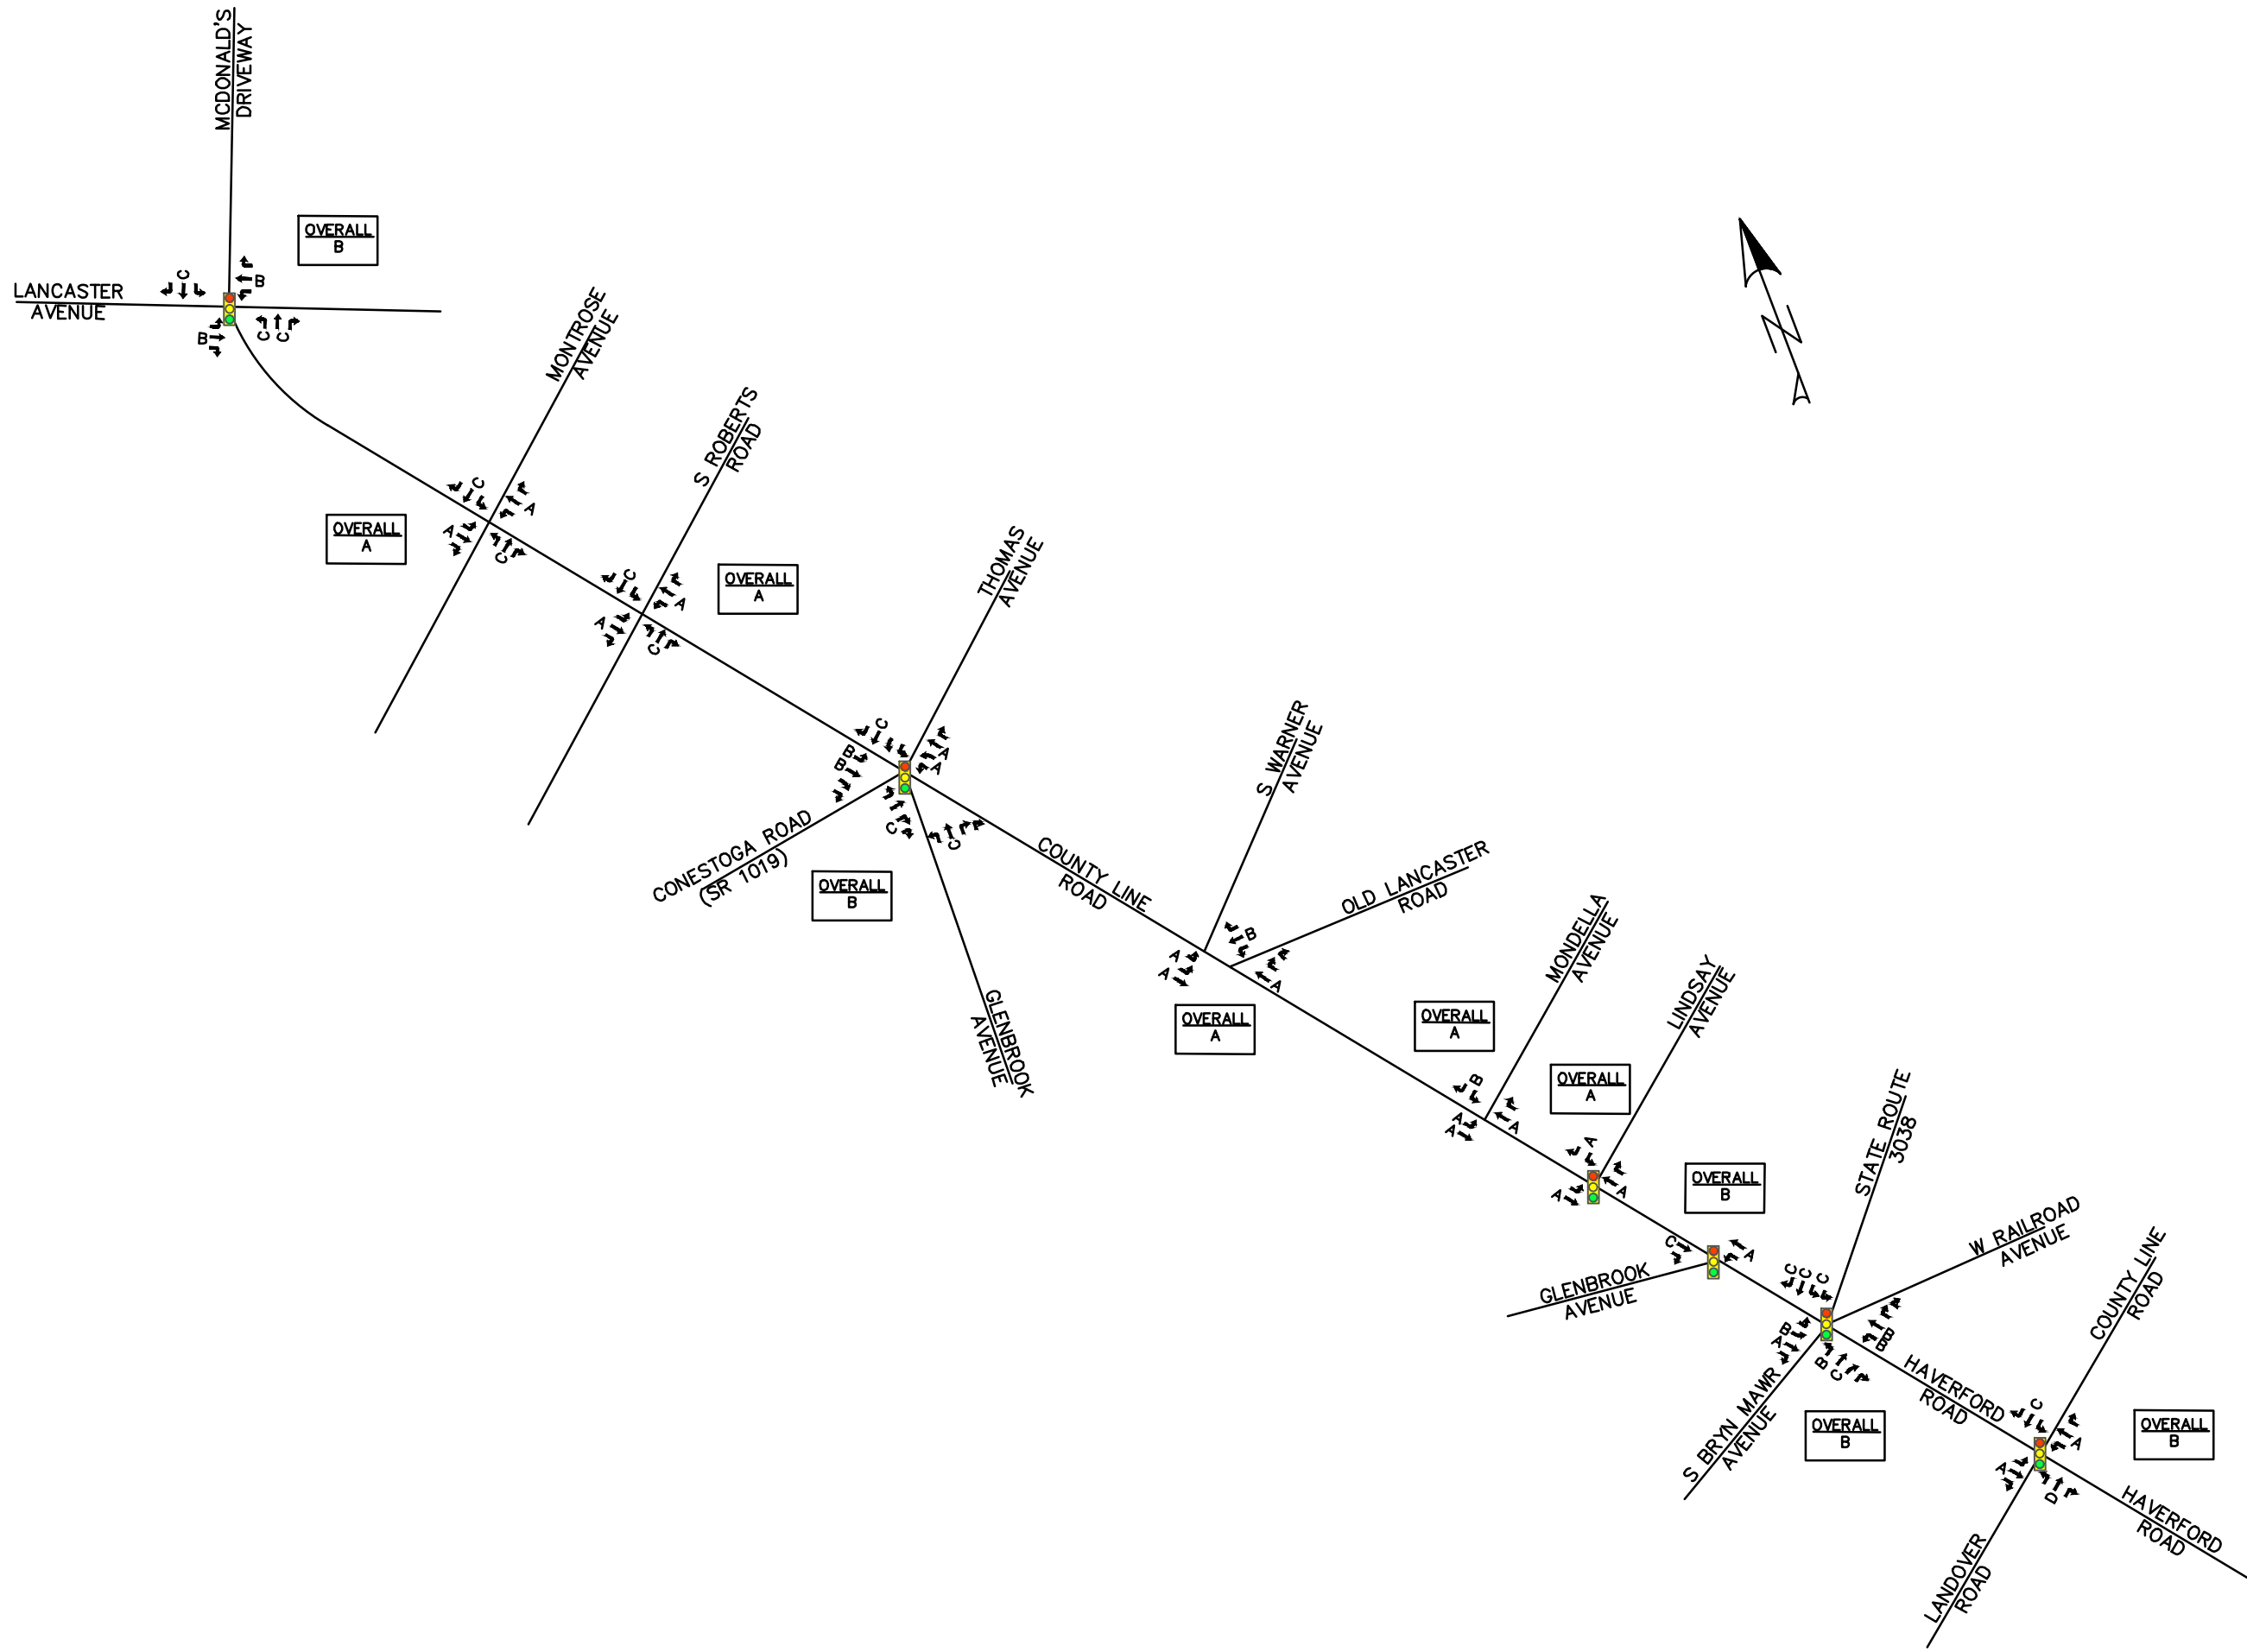 MCDONALD'S
DRIVEWAY
OVERALL
B
LANCASTER
AVENUE
C
B
B
C
C
MONTROSE
AVENUE
C
A
A
C
OVERALL
A
S ROBERTS
ROAD
C
A
A
C
OVERALL
A
THOMAS
AVENUE
C
A
A
B
B
C
C
CONESTOGA ROAD
(SR 1019)
OVERALL
B
GLENBROOK
AVENUE
COUNTY LINE
ROAD
S WARNER
AVENUE
OLD LANCASTER
ROAD
B
A
A
A
OVERALL
A
MONDELLA
AVENUE
OVERALL
A
B
A
A
A
LINDSAY
AVENUE
OVERALL
A
A
A
A
OVERALL
B
C
A
GLENBROOK
AVENUE
STATE ROUTE
3038
W RAILROAD
AVENUE
C
C
C
B
A
B
B
B
C
S BRYN MAWR
AVENUE
OVERALL
B
HAVERFORD
ROAD
COUNTY LINE
ROAD
C
A
A
D
OVERALL
B
HAVERFORD
ROAD
LANDOVER
ROAD